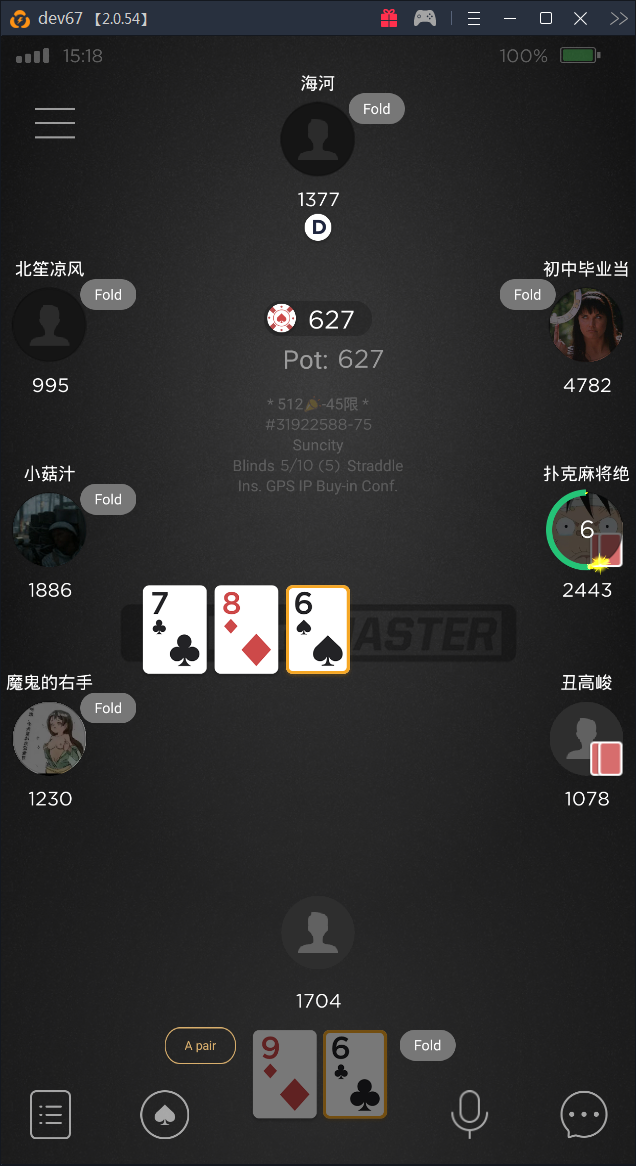 dev67 【2.0.54】
15:18
100%
海河
Fold
1377
D
北笙凉风
Fold
995
初中毕业当
Fold
4782
627
Pot: 627
* 512 -45限 *
#31922588-75
Suncity
Blinds 5/10 (5) Straddle
Ins. GPS IP Buy-in Conf.
小菇汁
Fold
1886
扑克麻将绝
6
2443
7
8
6
魔鬼的右手
Fold
1230
丑高峻
1078
1704
A pair
9
6
Fold